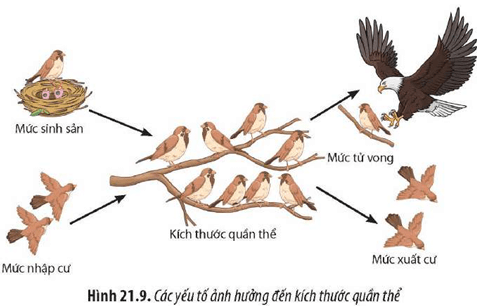 Mức sinh sản
Mức tử vong
Kích thước quần thể
Mức nhập cư
Mức xuất cư
Hình 21.9. Các yếu tố ảnh hưởng đến kích thước quần thể